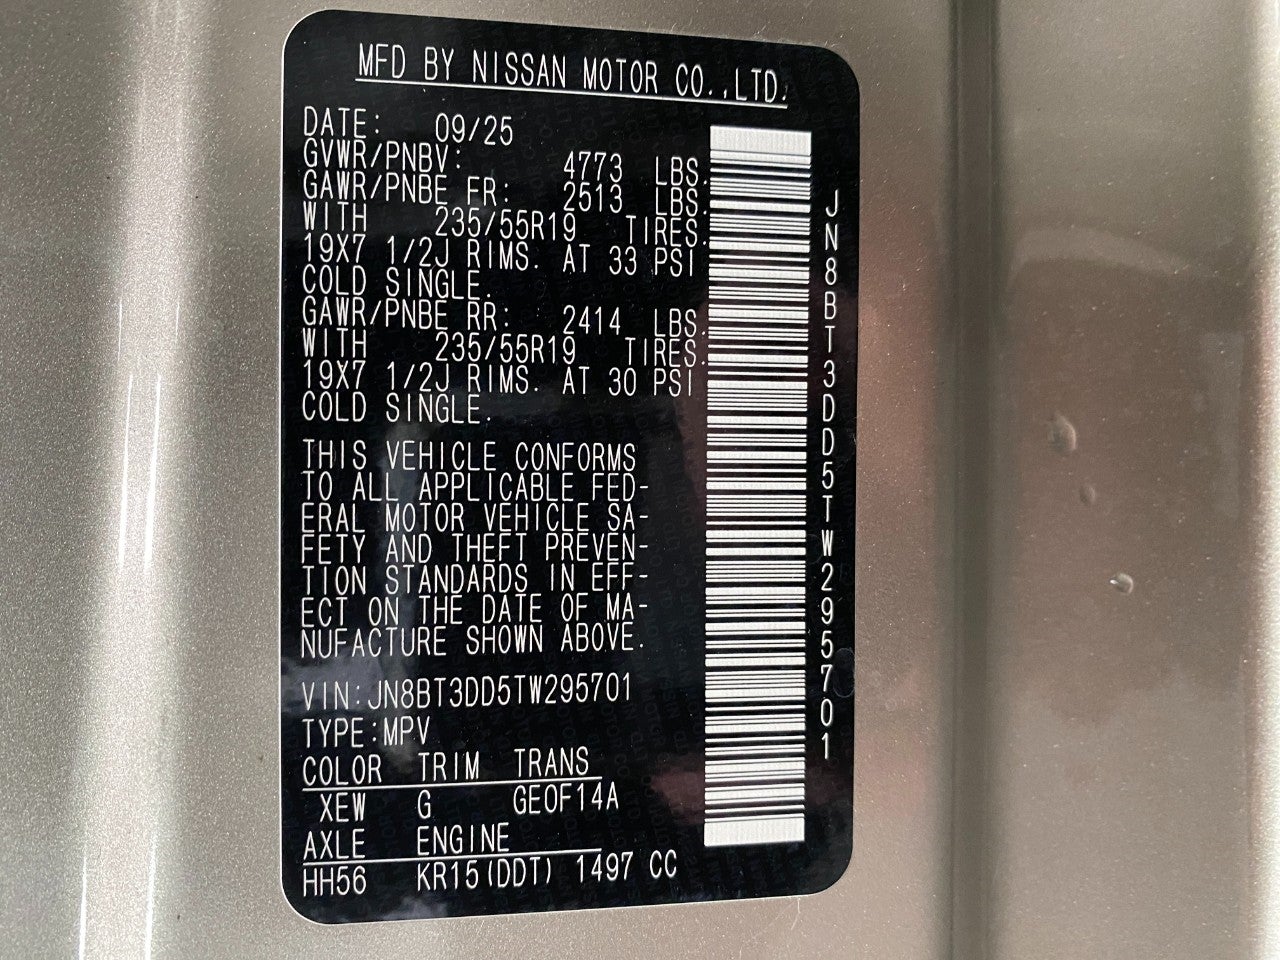 MFD BY NISSAN MOTOR CO.,LTD.
DATE: 09/25
GVWR/PNBV: 4773 LBS.
GAWR/PNBE FR: 2513 LBS.
WITH 235/55R19 TIRES.
19X7 1/2J RIMS. AT 33 PSI
COLD SINGLE.
GAWR/PNBE RR: 2414 LBS.
WITH 235/55R19 TIRES.
19X7 1/2J RIMS. AT 30 PSI
COLD SINGLE.
THIS VEHICLE CONFORMS
TO ALL APPLICABLE FED-
ERAL MOTOR VEHICLE SA-
FETY AND THEFT PREVEN-
TION STANDARDS IN EFF-
ECT ON THE DATE OF MA-
NUFACTURE SHOWN ABOVE.
VIN:JN8BT3DD5TW295701
TYPE:MPV
COLOR TRIM TRANS
XEW G GE0F14A
AXLE ENGINE
HH56 KR15(DDT) 1497 CC
JN8BT3DD5TW295701